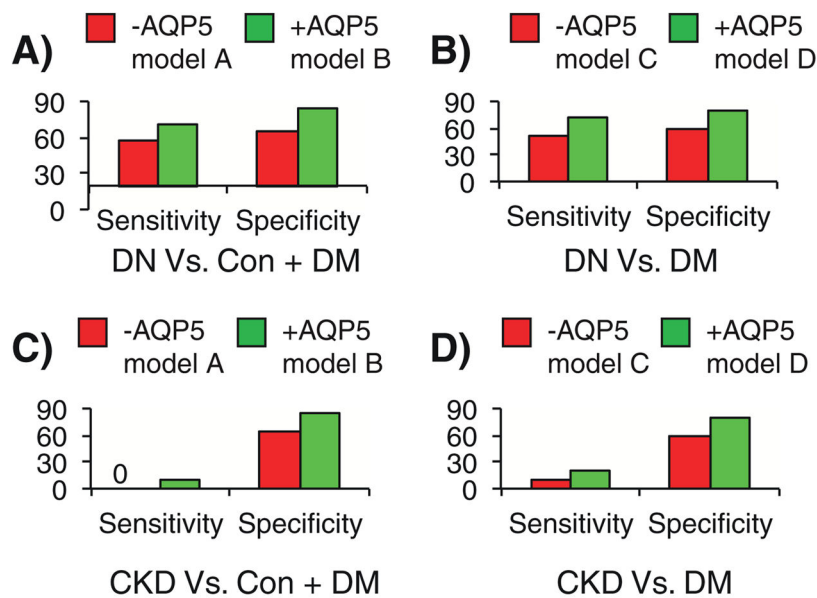 A)
-AQP5 +AQP5
model A model B
90
60
30
0
Sensitivity Specificity
DN Vs. Con + DM
B)
-AQP5 +AQP5
model C model D
90
60
30
0
Sensitivity Specificity
DN Vs. DM
C)
-AQP5 +AQP5
model A model B
90
60
30
0
0
Sensitivity Specificity
CKD Vs. Con + DM
D)
-AQP5 +AQP5
model C model D
90
60
30
0
Sensitivity Specificity
CKD Vs. DM